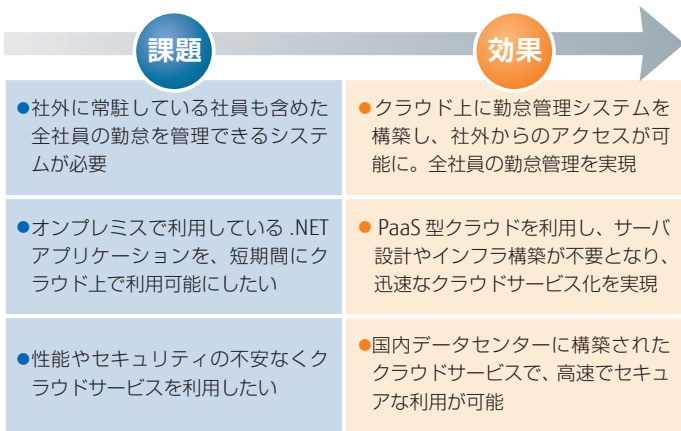 課題
効果
●社外に常駐している社員も含めた
全社員の勤怠を管理できるシステ
ムが必要
●クラウド上に勤怠管理システムを
構築し、社外からのアクセスが可
能に。全社員の勤怠管理を実現
●オンプレミスで利用している .NET
アプリケーションを、短期間にク
ラウド上で利用可能にしたい
●PaaS 型クラウドを利用し、サーバ
設計やインフラ構築が不要となり、
迅速なクラウドサービス化を実現
●性能やセキュリティの不安なくク
ラウドサービスを利用したい
●国内データセンターに構築された
クラウドサービスで、高速でセキュ
アな利用が可能